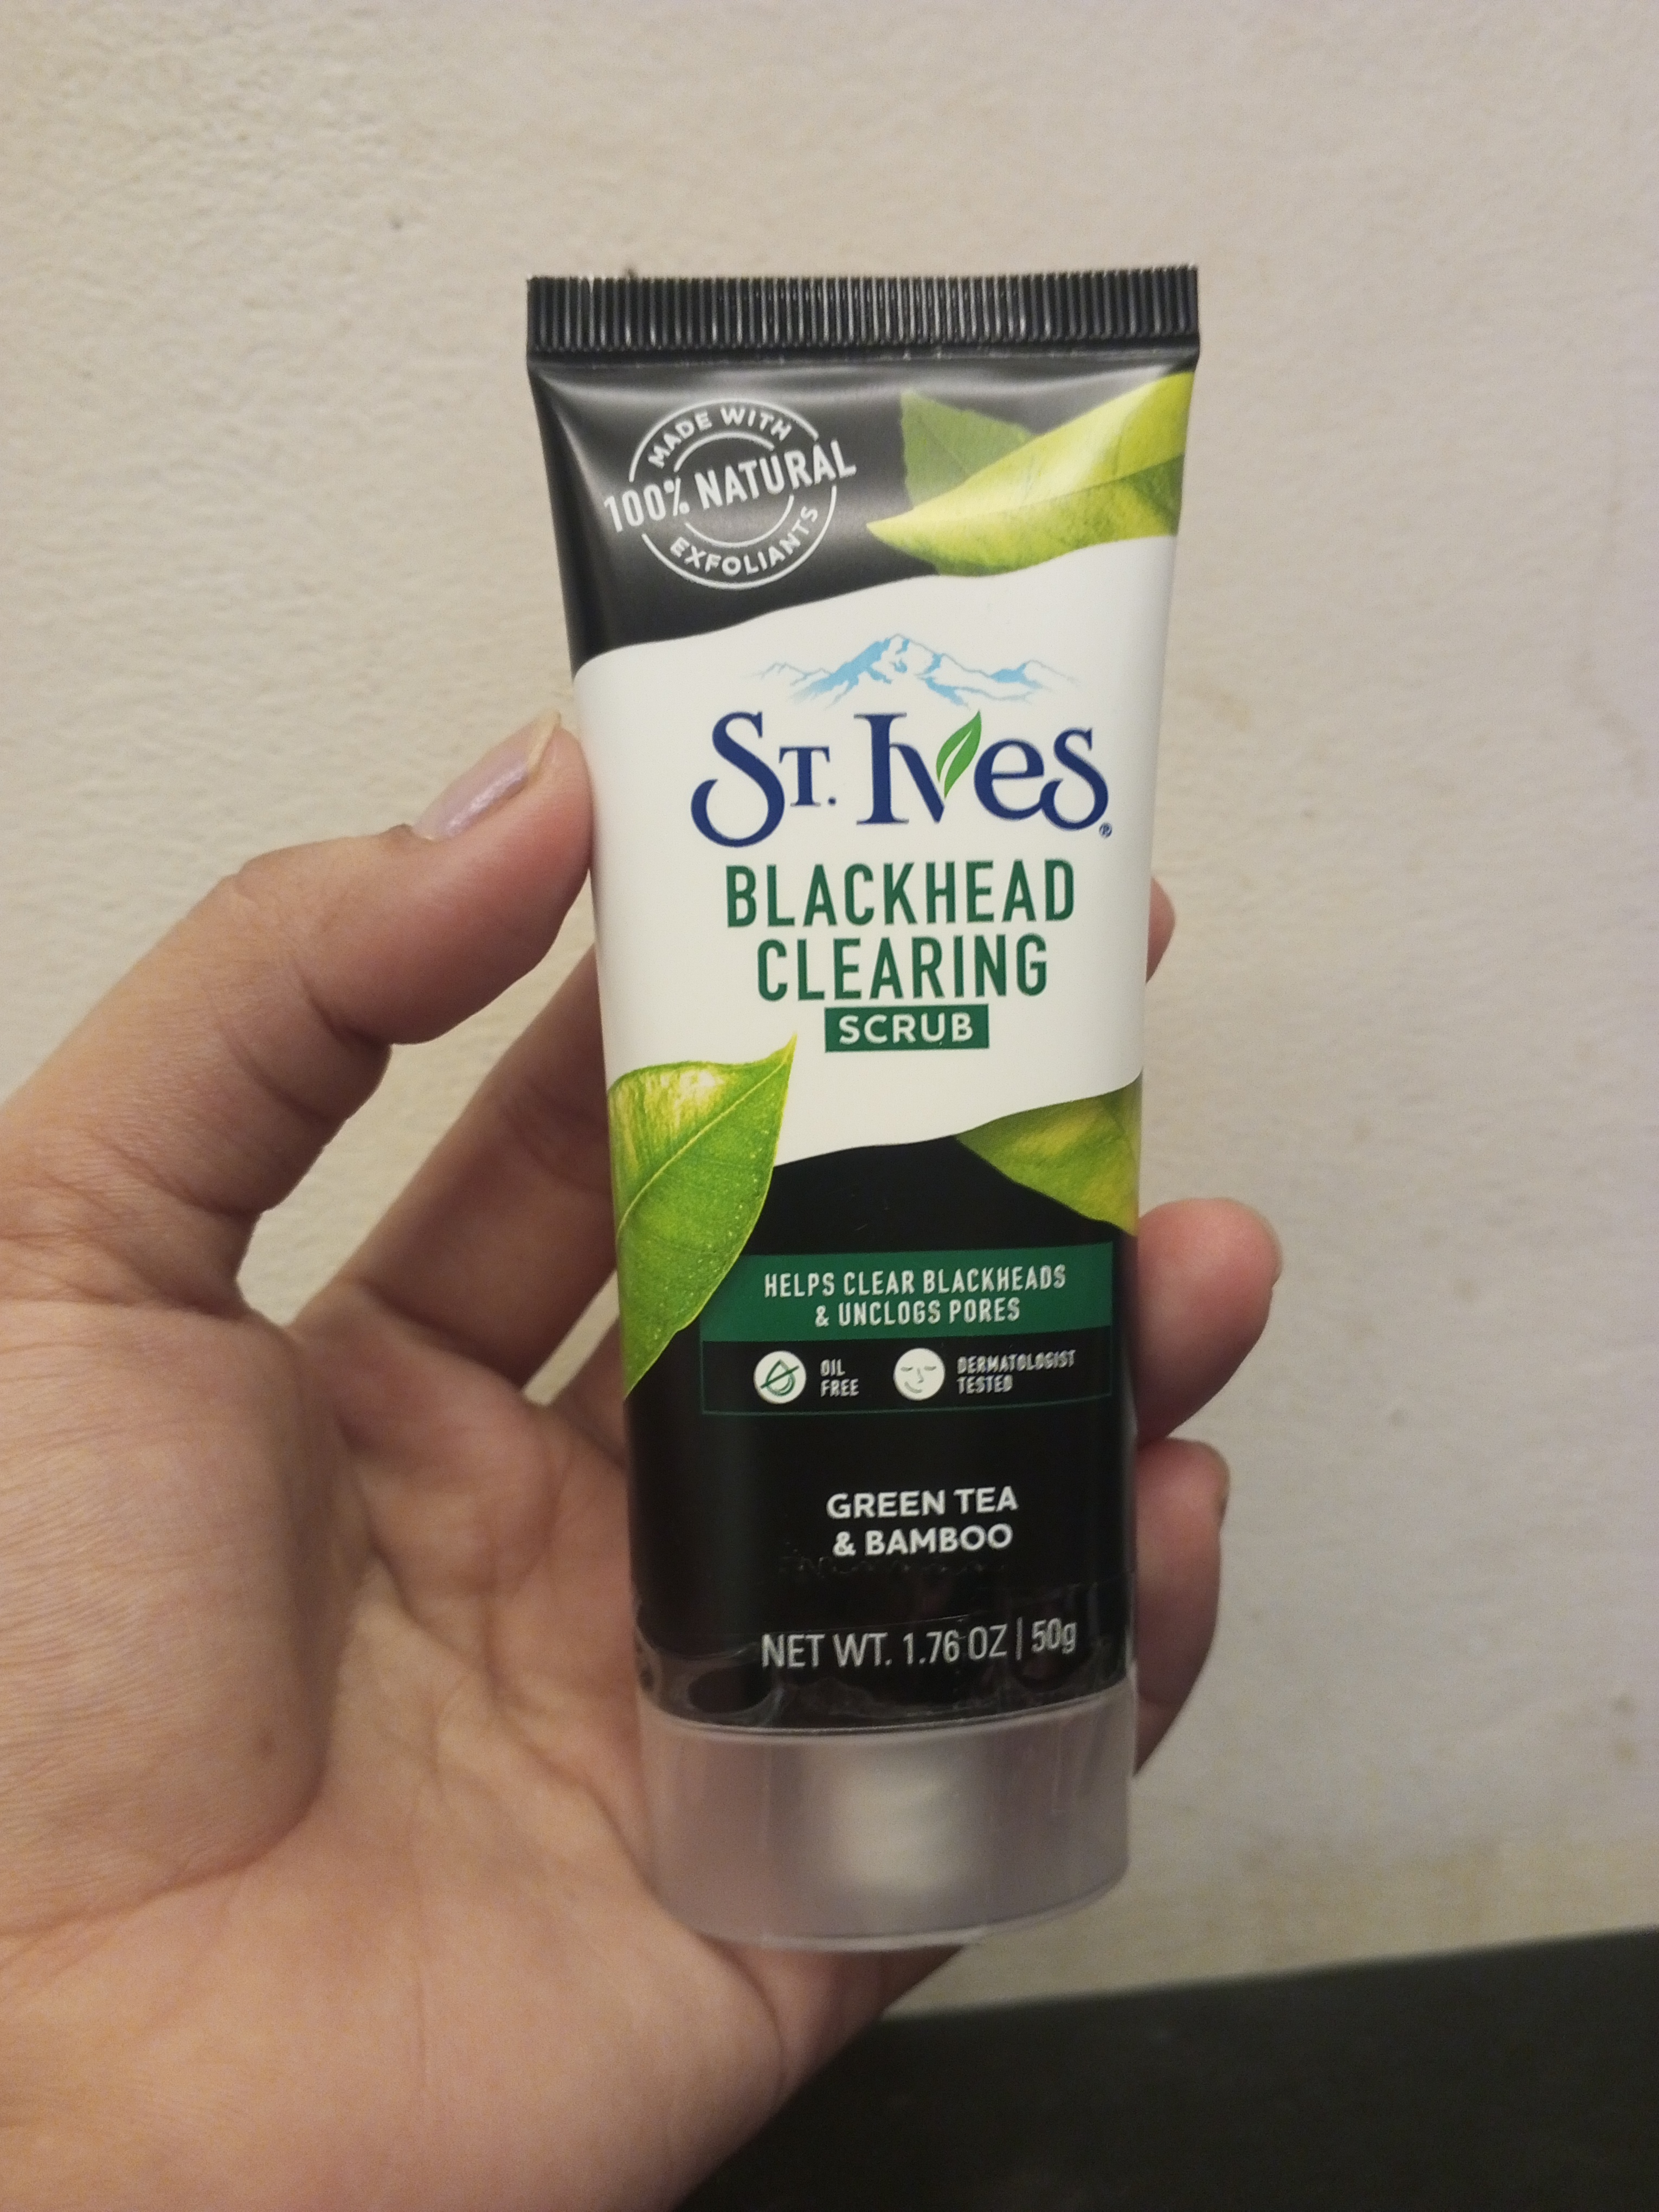 MADE WITH
100% NATURAL
EXFOLIANTS
ST. IVES®
BLACKHEAD
CLEARING
SCRUB
HELPS CLEAR BLACKHEADS
& UNCLOGS PORES
OIL
FREE
DERMATOLOGIST
TESTED
GREEN TEA
& BAMBOO
NET WT. 1.76 OZ | 50g